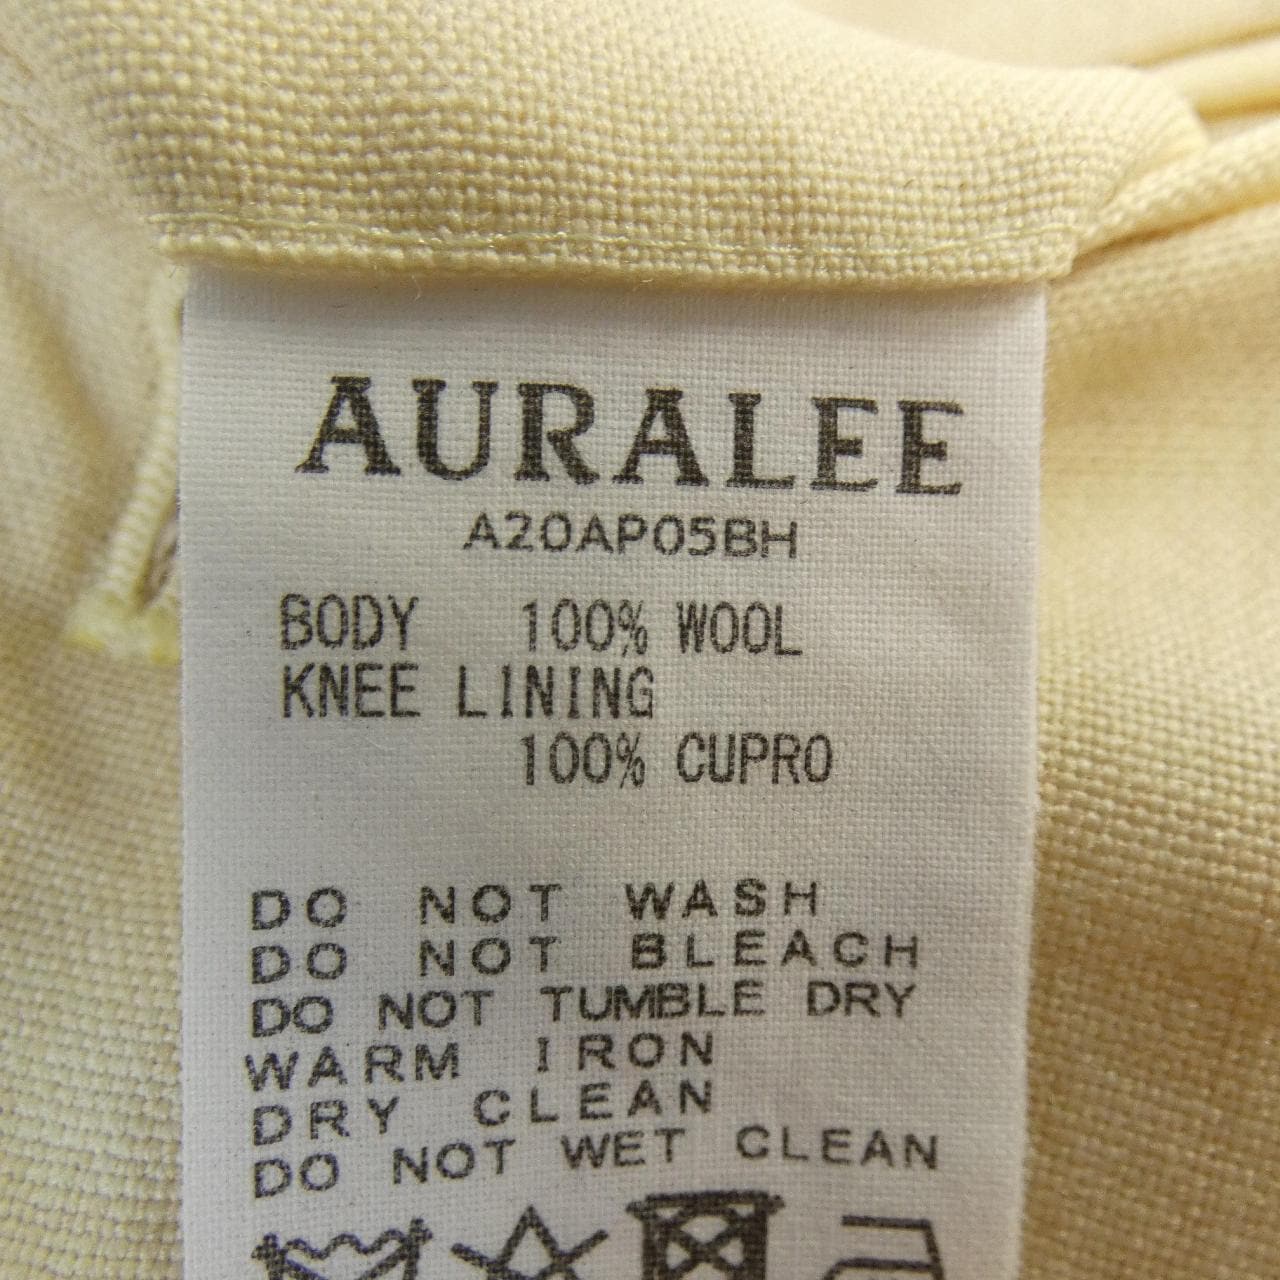 AURALEE
A20AP05BH
BODY 100% WOOL
KNEE LINING
100% CUPRO
DO NOT WASH
DO NOT BLEACH
DO NOT TUMBLE DRY
WARM IRON
DRY CLEAN
DO NOT WET CLEAN